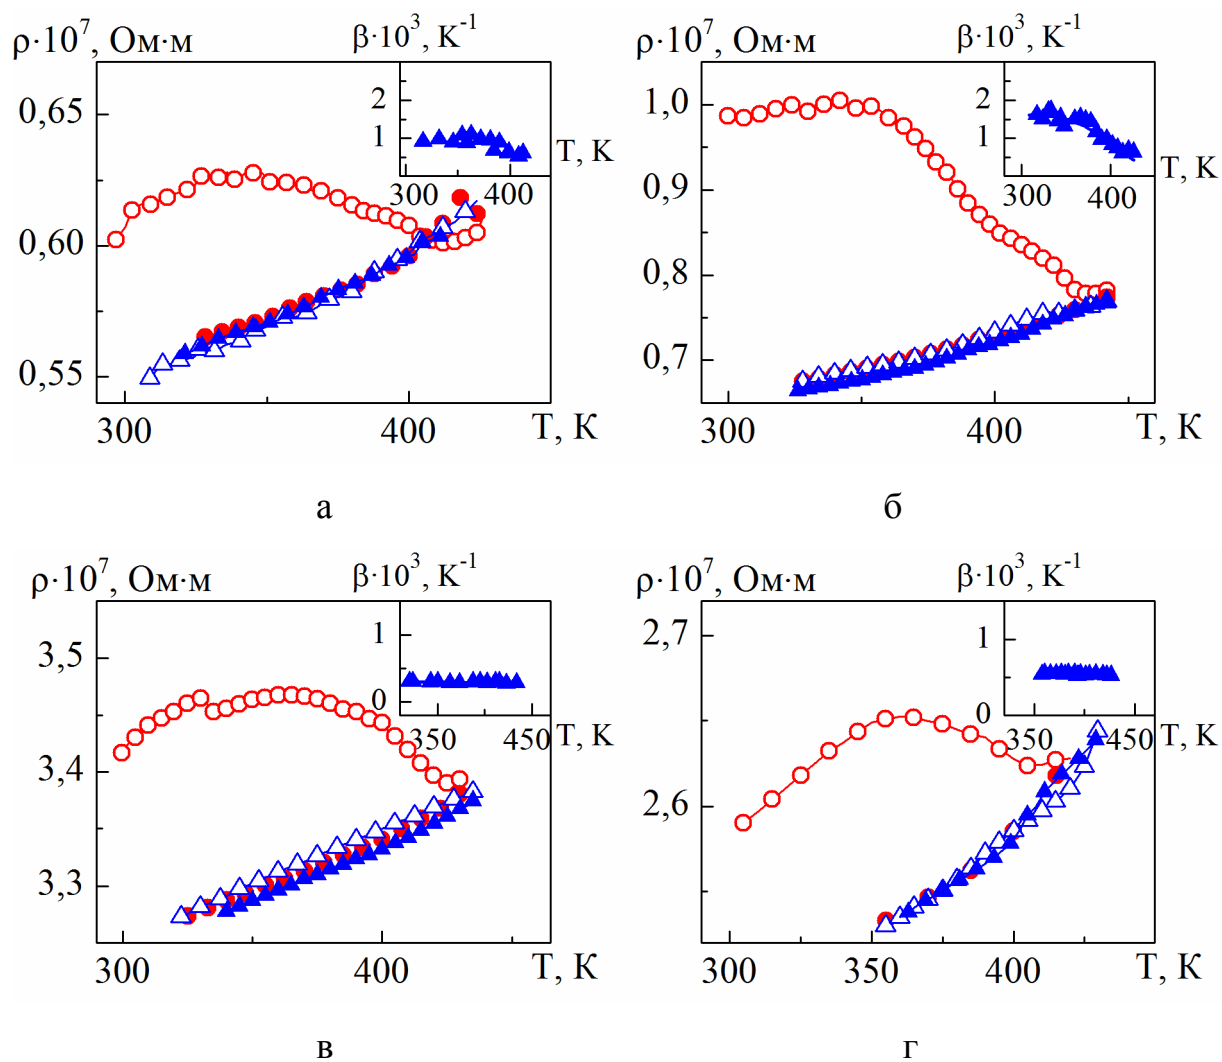 ρ·10⁷, Ом·м β·10³, K⁻¹
0,65
0,60
0,55
300 400 T, К
2
1
300 400 T, K
а
ρ·10⁷, Ом·м β·10³, K⁻¹
1,0
0,9
0,8
0,7
300 400 T, К
2
1
300 400 T, K
б
ρ·10⁷, Ом·м β·10³, K⁻¹
3,5
3,4
3,3
300 400 T, К
1
0
350 450 T, K
в
ρ·10⁷, Ом·м β·10³, K⁻¹
2,7
2,6
300 350 400 T, К
1
0
350 450 T, K
г